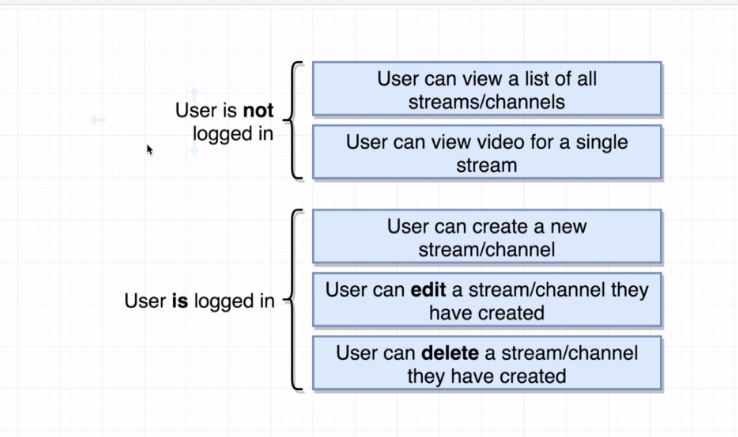 User can view a list of all
streams/channels
User is not
logged in
User can view video for a single
stream
User can create a new
stream/channel
User is logged in
User can edit a stream/channel they
have created
User can delete a stream/channel
they have created